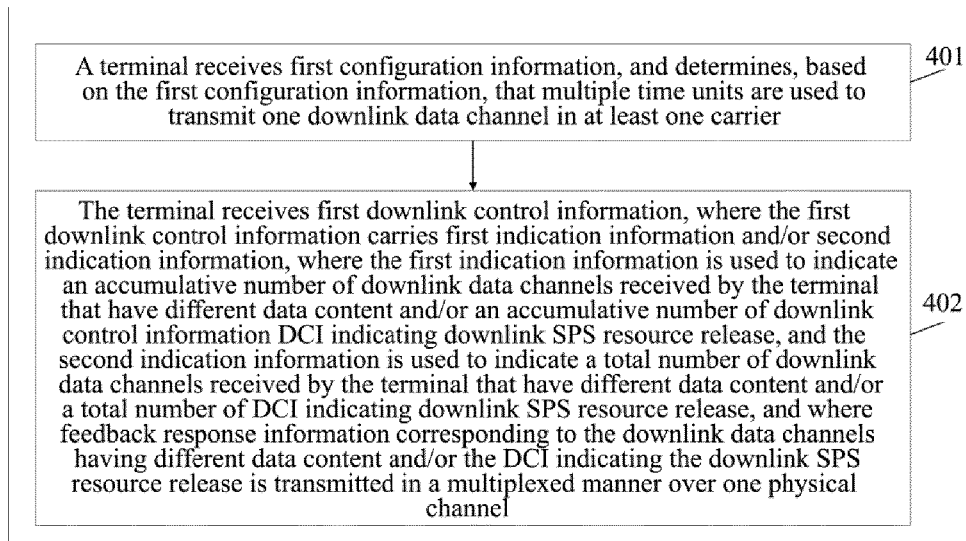 A terminal receives first configuration information, and determines, based
on the first configuration information, that multiple time units are used to
transmit one downlink data channel in at least one carrier
401
The terminal receives first downlink control information, where the first
downlink control information carries first indication information and/or second
indication information, where the first indication information is used to indicate
an accumulative number of downlink data channels received by the terminal
that have different data content and/or an accumulative number of downlink
control information DCI indicating downlink SPS resource release, and the
second indication information is used to indicate a total number of downlink
data channels received by the terminal that have different data content and/or
a total number of DCI indicating downlink SPS resource release, and where
feedback response information corresponding to the downlink data channels
having different data content and/or the DCI indicating the downlink SPS
resource release is transmitted in a multiplexed manner over one physical
channel
402